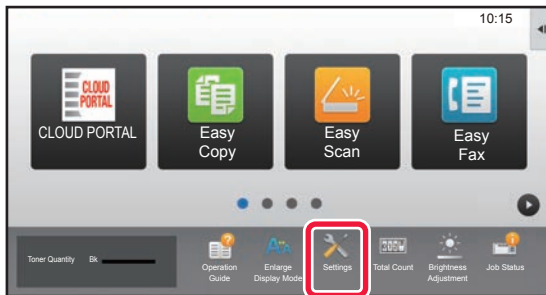 10:15
CLOUD
PORTAL
CLOUD PORTAL
Easy
Copy
Easy
Scan
Easy
Fax
Toner Quantity Bk
Operation
Guide
Enlarge
Display Mode
Settings
Total Count
Brightness
Adjustment
Job Status